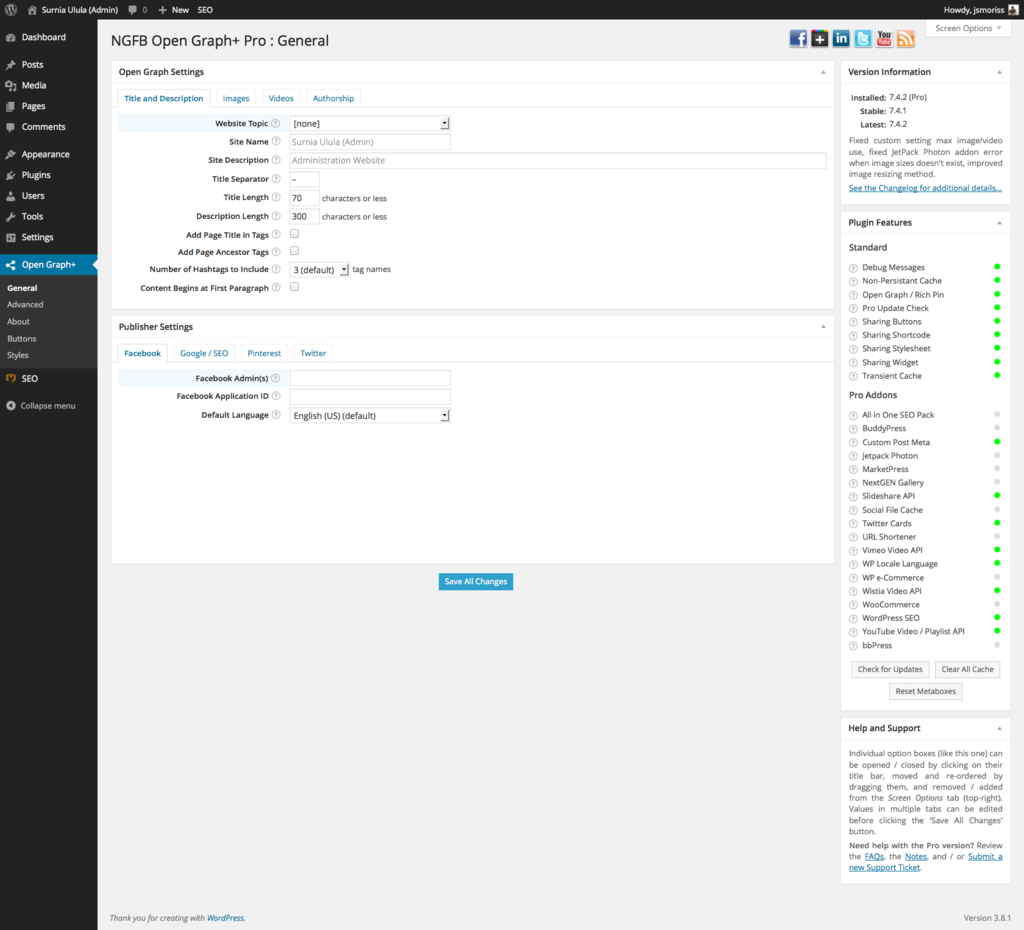 Surnia Ulula (Admin) 0 + New SEO Howdy, jsmoriss
Screen Options
Dashboard
Posts
Media
Pages
Comments
Appearance
Plugins
Users
Tools
Settings
Open Graph+
General
Advanced
About
Buttons
Styles
SEO
Collapse menu
NGFB Open Graph+ Pro : General
Open Graph Settings
Title and Description Images Videos Authorship
Website Topic ? [none]
Site Name ? Surnia Ulula (Admin)
Site Description ? Administration Website
Title Separator ? –
Title Length ? 70 characters or less
Description Length ? 300 characters or less
Add Page Title in Tags ?
Add Page Ancestor Tags ?
Number of Hashtags to Include ? 3 (default) tag names
Content Begins at First Paragraph ?
Publisher Settings
Facebook Google / SEO Pinterest Twitter
Facebook Admin(s) ?
Facebook Application ID ?
Default Language ? English (US) (default)
Save All Changes
f + in t You Tube
Version Information
Installed: 7.4.2 (Pro)
Stable: 7.4.1
Latest: 7.4.2
Fixed custom setting max image/video
use, fixed JetPack Photon addon error
when image sizes doesn't exist, improved
image resizing method.
See the Changelog for additional details...
Plugin Features
Standard
? Debug Messages
? Non-Persistant Cache
? Open Graph / Rich Pin
? Pro Update Check
? Sharing Buttons
? Sharing Shortcode
? Sharing Stylesheet
? Sharing Widget
? Transient Cache
Pro Addons
? All in One SEO Pack
? BuddyPress
? Custom Post Meta
? Jetpack Photon
? MarketPress
? NextGEN Gallery
? Slideshare API
? Social File Cache
? Twitter Cards
? URL Shortener
? Vimeo Video API
? WP Locale Language
? WP e-Commerce
? Wistia Video API
? WooCommerce
? WordPress SEO
? YouTube Video / Playlist API
? bbPress
Check for Updates Clear All Cache
Reset Metaboxes
Help and Support
Individual option boxes (like this one) can
be opened / closed by clicking on their
title bar, moved and re-ordered by
dragging them, and removed / added
from the Screen Options tab (top-right).
Values in multiple tabs can be edited
before clicking the 'Save All Changes'
button.
Need help with the Pro version? Review
the FAQs, the Notes, and / or Submit a
new Support Ticket.
Thank you for creating with WordPress. Version 3.8.1